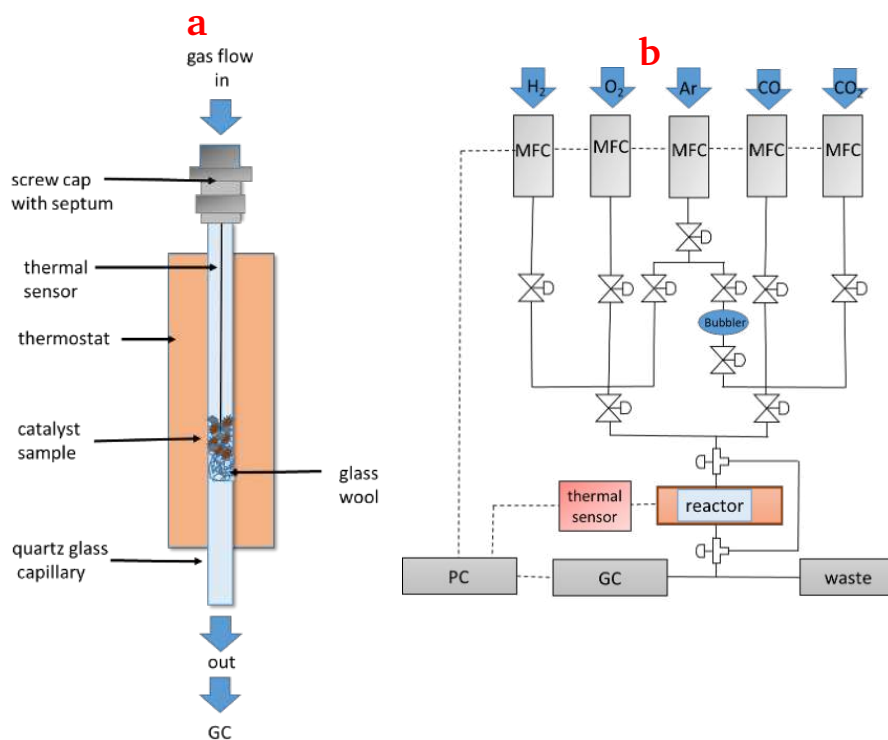 a
gas flow
in
screw cap
with septum
thermal
sensor
thermostat
catalyst
sample
glass
wool
quartz glass
capillary
out
GC
b
H₂ O₂ Ar CO CO₂
MFC MFC MFC MFC MFC
Bubbler
thermal
sensor
reactor
PC GC waste